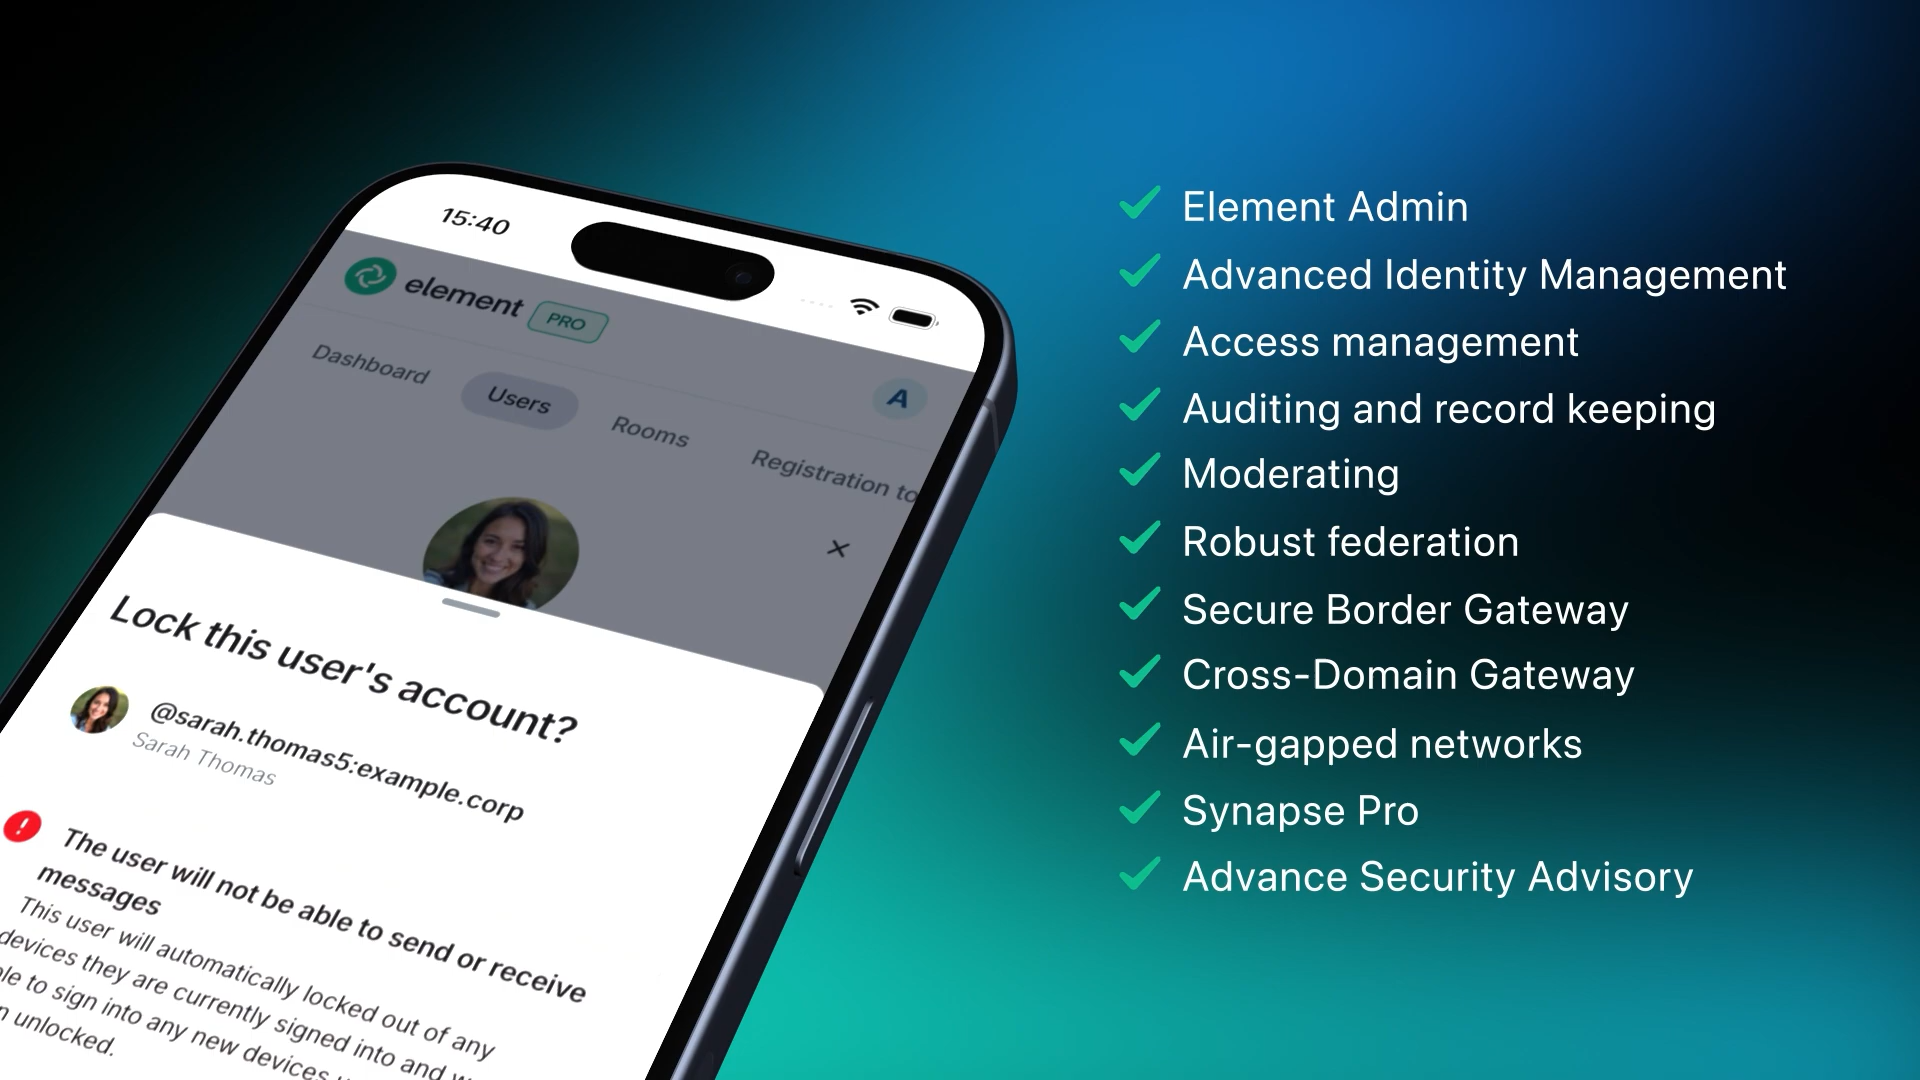 15:40
element PRO
A
Dashboard Users Rooms Registration
Lock this user's account?
@sarah.thomas5:example.corp
Sarah Thomas
The user will not be able to send or receive
messages
This user will automatically locked out of any
devices they are currently signed into and
to sign into any new devices
unlocked.
Element Admin
Advanced Identity Management
Access management
Auditing and record keeping
Moderating
Robust federation
Secure Border Gateway
Cross-Domain Gateway
Air-gapped networks
Synapse Pro
Advance Security Advisory